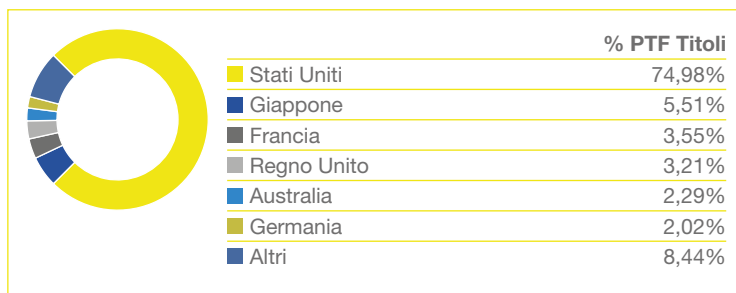 % PTF Titoli
Stati Uniti 74,98%
Giappone 5,51%
Francia 3,55%
Regno Unito 3,21%
Australia 2,29%
Germania 2,02%
Altri 8,44%